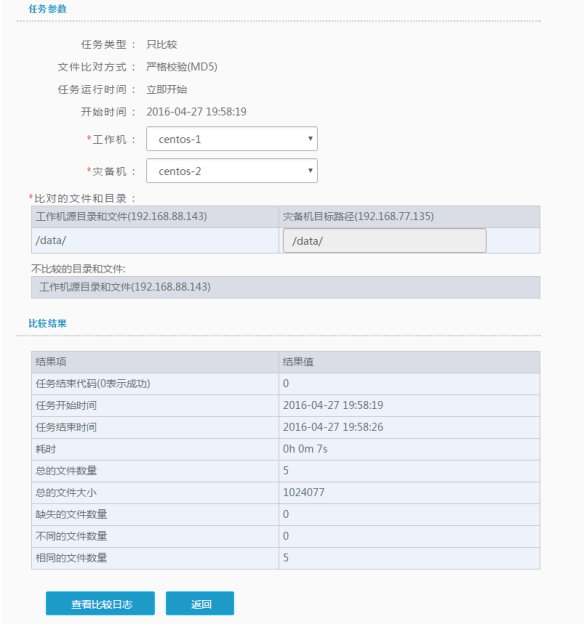 任务参数
任务类型： 只比较
文件比对方式： 严格校验(MD5)
任务运行时间： 立即开始
开始时间： 2016-04-27 19:58:19
*工作机： centos-1
*灾备机： centos-2
*比对的文件和目录：
工作机源目录和文件(192.168.88.143) 灾备机目标路径(192.168.77.135)
/data/ /data/
不比较的目录和文件:
工作机源目录和文件(192.168.88.143)
比较结果
结果项 结果值
任务结束代码(0表示成功) 0
任务开始时间 2016-04-27 19:58:19
任务结束时间 2016-04-27 19:58:26
耗时 0h 0m 7s
总的文件数量 5
总的文件大小 1024077
缺失的文件数量 0
不同的文件数量 0
相同的文件数量 5
查看比较日志 返回